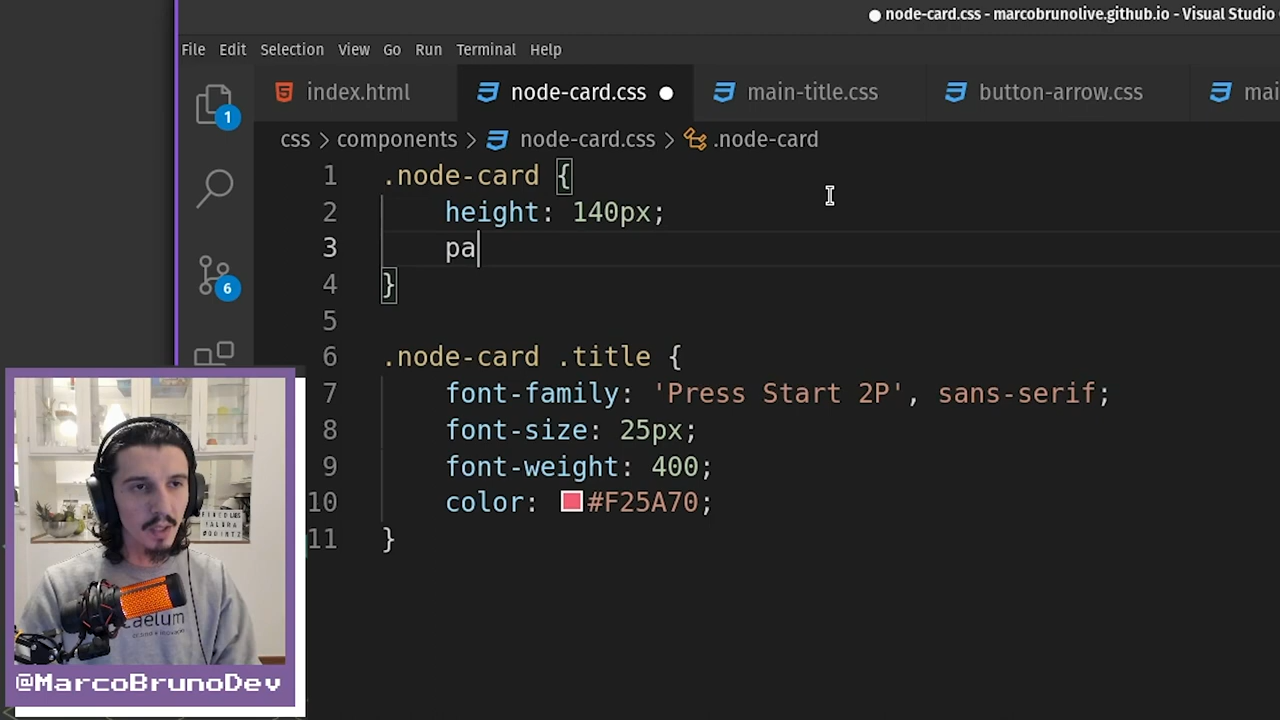 node-card.css - marcobrunolive.github.io - Visual Studio
File Edit Selection View Go Run Terminal Help
index.html node-card.css main-title.css button-arrow.css mai
css > components > node-card.css > .node-card
1 .node-card {
2 height: 140px;
3 pa
4 }
5
6 .node-card .title {
7 font-family: 'Press Start 2P', sans-serif;
8 font-size: 25px;
9 font-weight: 400;
10 color: #F25A70;
11 }
1
6
caelum
@MarcoBrunoDev